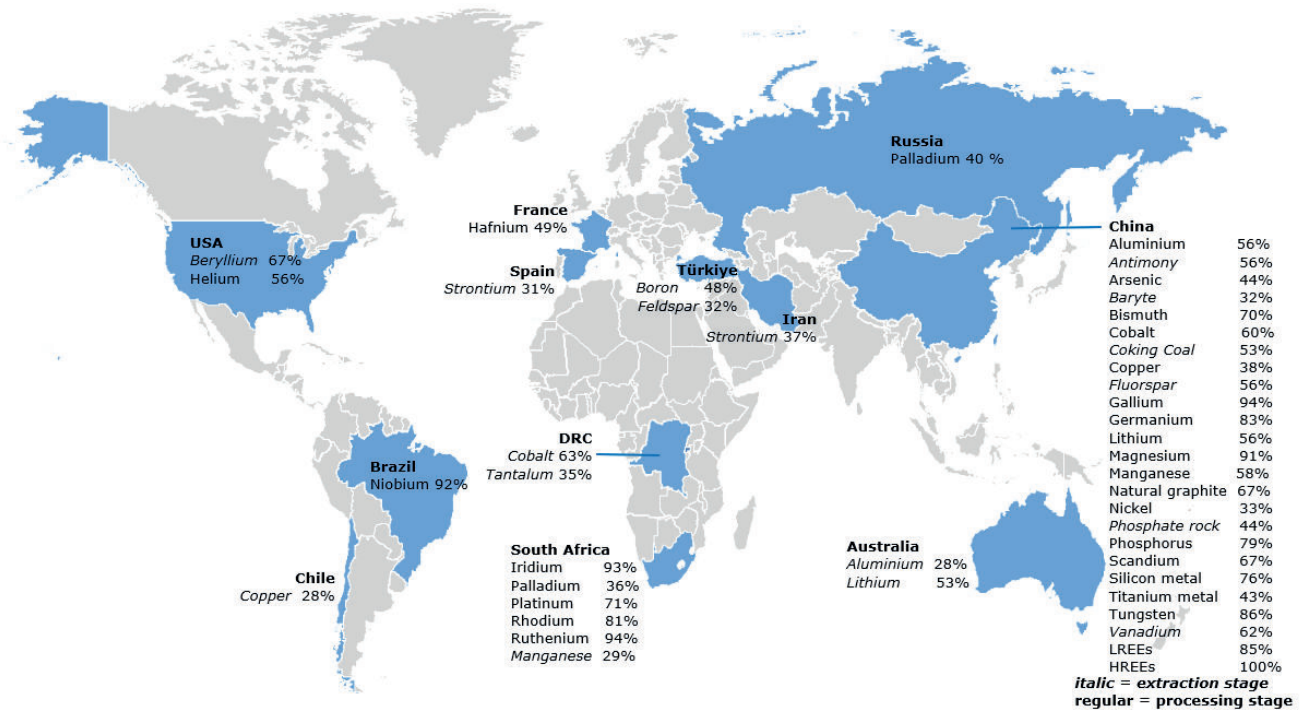 Russia
Palladium 40 %
France
Hafnium 49%
China
Aluminium 56%
Antimony 56%
Arsenic 44%
Baryte 32%
Bismuth 70%
Cobalt 60%
Coking Coal 53%
Copper 38%
Fluorspar 56%
Gallium 94%
Germanium 83%
Lithium 56%
Magnesium 91%
Manganese 58%
Natural graphite 67%
Nickel 33%
Phosphate rock 44%
Phosphorus 79%
Scandium 67%
Silicon metal 76%
Titanium metal 43%
Tungsten 86%
Vanadium 62%
LREEs 85%
HREEs 100%
USA
Beryllium 67%
Helium 56%
Spain
Strontium 31%
Türkiye
Boron 48%
Feldspar 32%
Iran
Strontium 37%
DRC
Cobalt 63%
Tantalum 35%
Brazil
Niobium 92%
South Africa
Iridium 93%
Palladium 36%
Platinum 71%
Rhodium 81%
Ruthenium 94%
Manganese 29%
Australia
Aluminium 28%
Lithium 53%
Chile
Copper 28%
italic = extraction stage
regular = processing stage